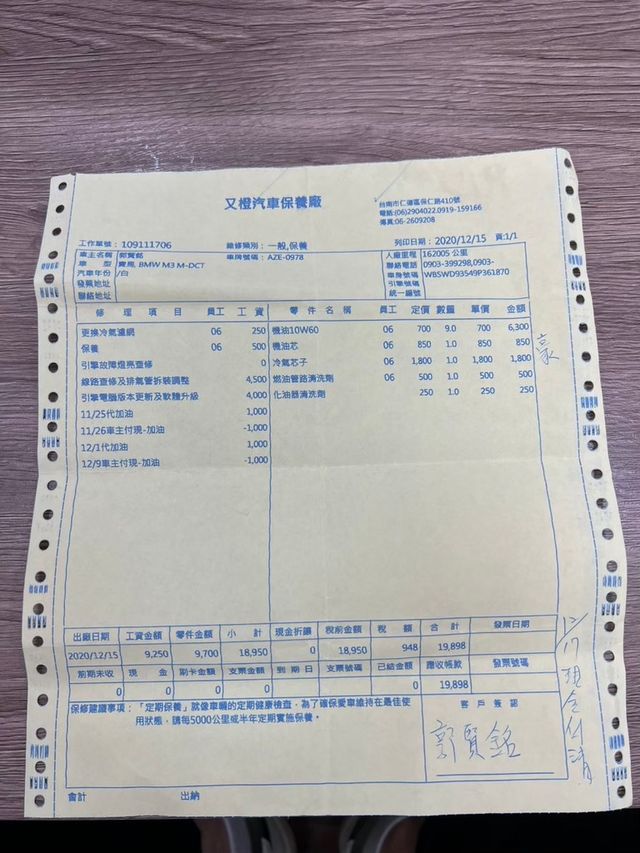 又橙汽車保養廠
台南市仁德區保仁路410號
電話:(06)2904022.0919-159166
傳真:06-2609208
工作單號：109111706 維修類別：一般,保養 列印日期：2020/12/15 頁:1/1
車主名稱 郭賢銘 車牌號碼：AZE-0978 入廠里程 162005 公里
車 型 寶馬, BMW M3 M-DCT 聯絡電話 0903-399298,0903-
汽車年份 /白 車身號碼 WBSWD93549P361870
發票地址 引擎號碼
聯絡地址 統一編號
修 理 項 目 員工 工 資 零 件 名 稱 員工 定價 數量 單價 金額
更換冷氣濾網 06 250 機油10W60 06 700 9.0 700 6,300
保養 06 500 機油芯 06 850 1.0 850 850
引擎故障燈亮查修 0 冷氣芯子 06 1,800 1.0 1,800 1,800
線路查修及排氣管拆裝調整 4,500 燃油管路清洗劑 06 500 1.0 500 500
引擎電腦版本更新及軟體升級 4,000 化油器清洗劑 250 1.0 250 250
11/25代加油 1,000
11/26車主付現-加油 -1,000
12/1代加油 1,000
12/9車主付現-加油 -1,000
出廠日期 工資金額 零件金額 小 計 現金折讓 稅前金額 稅 額 合 計 發票日期
2020/12/15 9,250 9,700 18,950 0 18,950 948 19,898
前期未收 現 金 刷卡金額 支票金額 到 期 日 支票號碼 已結金額 應收帳款 發票號碼
0 0 0 0 0 19,898
保修建議事項：「定期保養」就像車輛的定期健康檢查，為了確保愛車維持在最佳使
用狀態，請每5000公里或半年定期實施保養。
客 戶 簽 認
郭賢銘
12/17現金付清
會計 出納